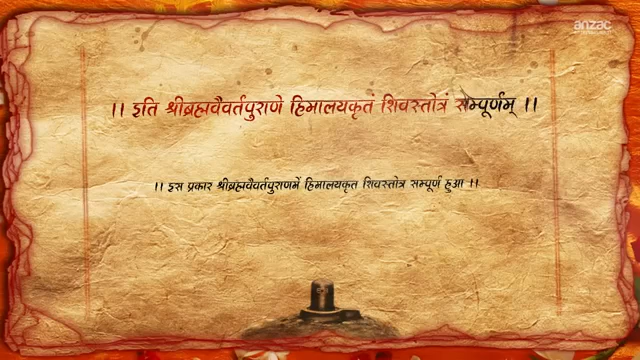 anzac
।। इति श्रीब्रह्मवैवर्तपुराणे हिमालयकृतं शिवस्तोत्रं सम्पूर्णम् ।।
।। इस प्रकार श्रीब्रह्मवैवर्तपुराणमें हिमालयकृत शिवस्तोत्र सम्पूर्ण हुआ ।।